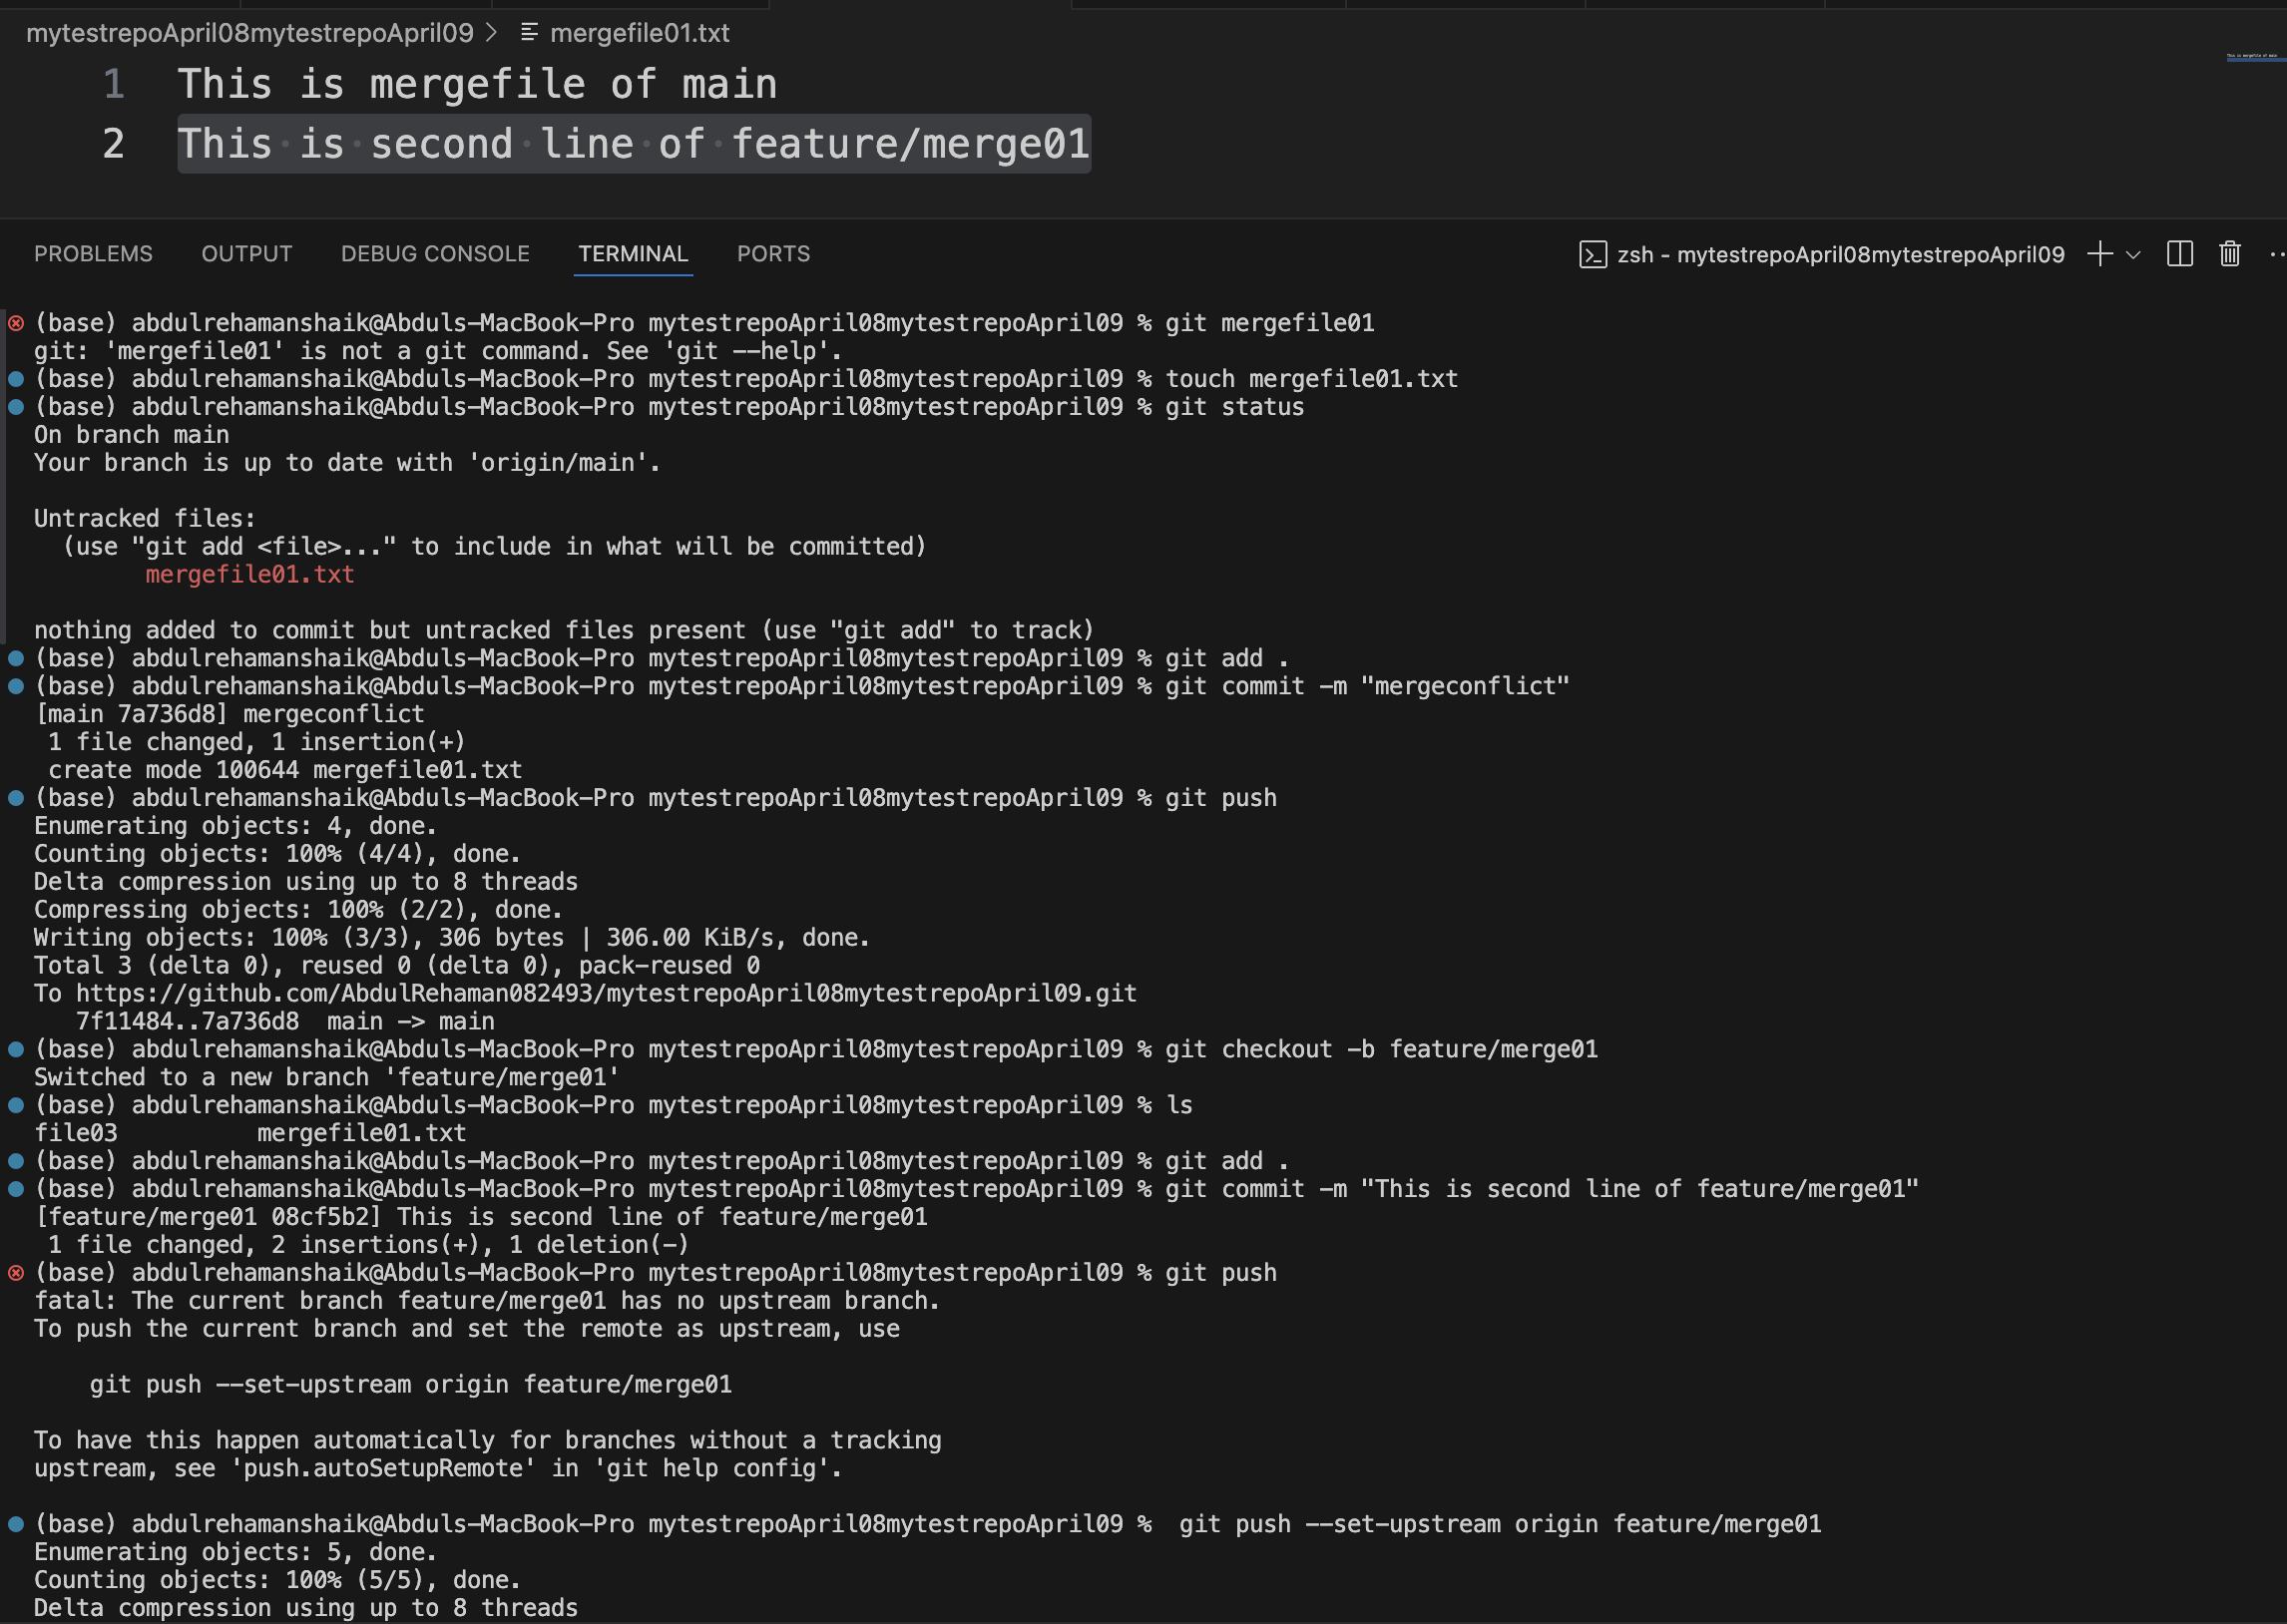 mytestrepoApril08mytestrepoApril09 > mergefile01.txt
1 This is mergefile of main
2 This is second line of feature/merge01
PROBLEMS OUTPUT DEBUG CONSOLE TERMINAL PORTS zsh - mytestrepoApril08mytestrepoApril09
(base) abdulrehamanshaik@Abduls-MacBook-Pro mytestrepoApril08mytestrepoApril09 % git mergefile01
git: 'mergefile01' is not a git command. See 'git --help'.
(base) abdulrehamanshaik@Abduls-MacBook-Pro mytestrepoApril08mytestrepoApril09 % touch mergefile01.txt
(base) abdulrehamanshaik@Abduls-MacBook-Pro mytestrepoApril08mytestrepoApril09 % git status
On branch main
Your branch is up to date with 'origin/main'.
Untracked files:
(use "git add <file>..." to include in what will be committed)
mergefile01.txt
nothing added to commit but untracked files present (use "git add" to track)
(base) abdulrehamanshaik@Abduls-MacBook-Pro mytestrepoApril08mytestrepoApril09 % git add .
(base) abdulrehamanshaik@Abduls-MacBook-Pro mytestrepoApril08mytestrepoApril09 % git commit -m "mergeconflict"
[main 7a736d8] mergeconflict
1 file changed, 1 insertion(+)
create mode 100644 mergefile01.txt
(base) abdulrehamanshaik@Abduls-MacBook-Pro mytestrepoApril08mytestrepoApril09 % git push
Enumerating objects: 4, done.
Counting objects: 100% (4/4), done.
Delta compression using up to 8 threads
Compressing objects: 100% (2/2), done.
Writing objects: 100% (3/3), 306 bytes | 306.00 KiB/s, done.
Total 3 (delta 0), reused 0 (delta 0), pack-reused 0
To https://github.com/AbdulRehaman082493/mytestrepoApril08mytestrepoApril09.git
7f11484..7a736d8 main -> main
(base) abdulrehamanshaik@Abduls-MacBook-Pro mytestrepoApril08mytestrepoApril09 % git checkout -b feature/merge01
Switched to a new branch 'feature/merge01'
(base) abdulrehamanshaik@Abduls-MacBook-Pro mytestrepoApril08mytestrepoApril09 % ls
file03 mergefile01.txt
(base) abdulrehamanshaik@Abduls-MacBook-Pro mytestrepoApril08mytestrepoApril09 % git add .
(base) abdulrehamanshaik@Abduls-MacBook-Pro mytestrepoApril08mytestrepoApril09 % git commit -m "This is second line of feature/merge01"
[feature/merge01 08cf5b2] This is second line of feature/merge01
1 file changed, 2 insertions(+), 1 deletion(-)
(base) abdulrehamanshaik@Abduls-MacBook-Pro mytestrepoApril08mytestrepoApril09 % git push
fatal: The current branch feature/merge01 has no upstream branch.
To push the current branch and set the remote as upstream, use
git push --set-upstream origin feature/merge01
To have this happen automatically for branches without a tracking
upstream, see 'push.autoSetupRemote' in 'git help config'.
(base) abdulrehamanshaik@Abduls-MacBook-Pro mytestrepoApril08mytestrepoApril09 % git push --set-upstream origin feature/merge01
Enumerating objects: 5, done.
Counting objects: 100% (5/5), done.
Delta compression using up to 8 threads